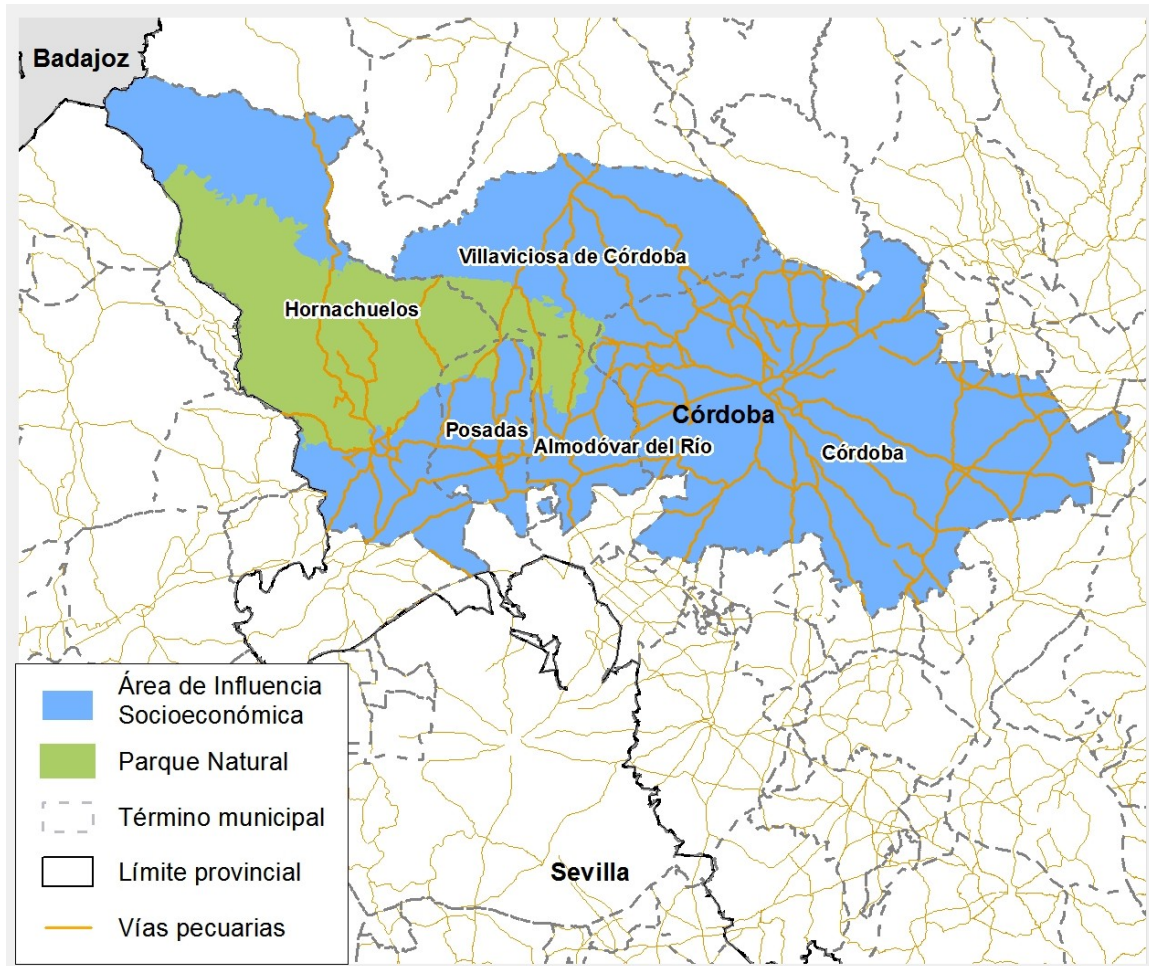 Badajoz
Villaviciosa de Córdoba
Hornachuelos
Córdoba
Posadas
Almodóvar del Río
Córdoba
Área de Influencia
Socioeconómica
Parque Natural
Término municipal
Límite provincial
Vías pecuarias
Sevilla